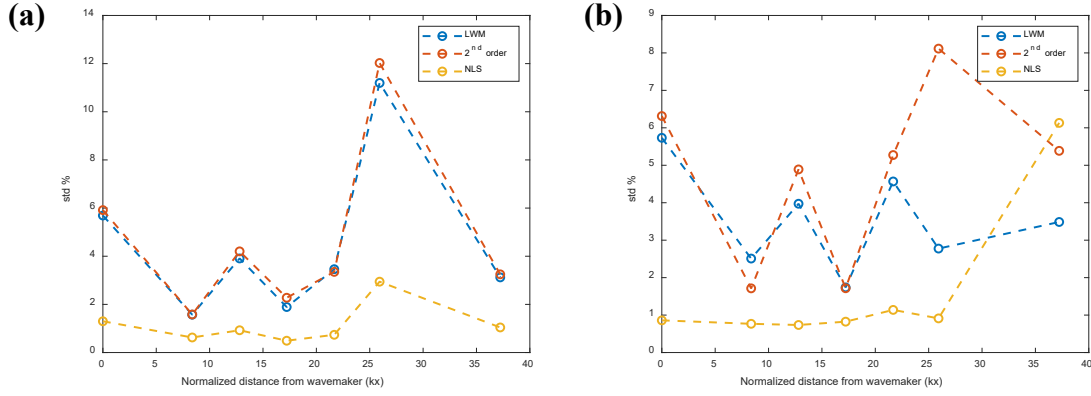 (a)
14
12
10
8
6
4
2
0
std %
0 5 10 15 20 25 30 35 40
Normalized distance from wavemaker (kx)
LWM
2nd order
NLS
(b)
9
8
7
6
5
4
3
2
1
0
std %
0 5 10 15 20 25 30 35 40
Normalized distance from wavemaker (kx)
LWM
2nd order
NLS